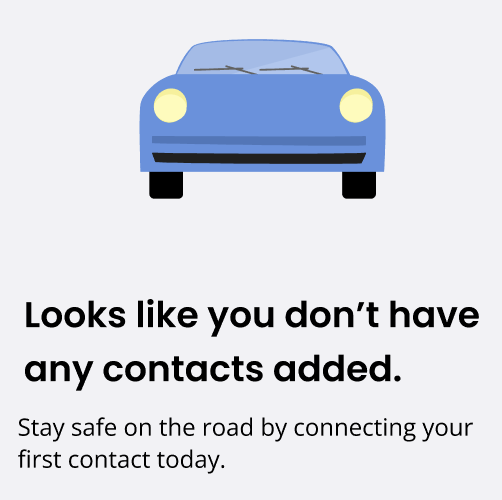 Looks like you don’t have
any contacts added.
Stay safe on the road by connecting your
first contact today.